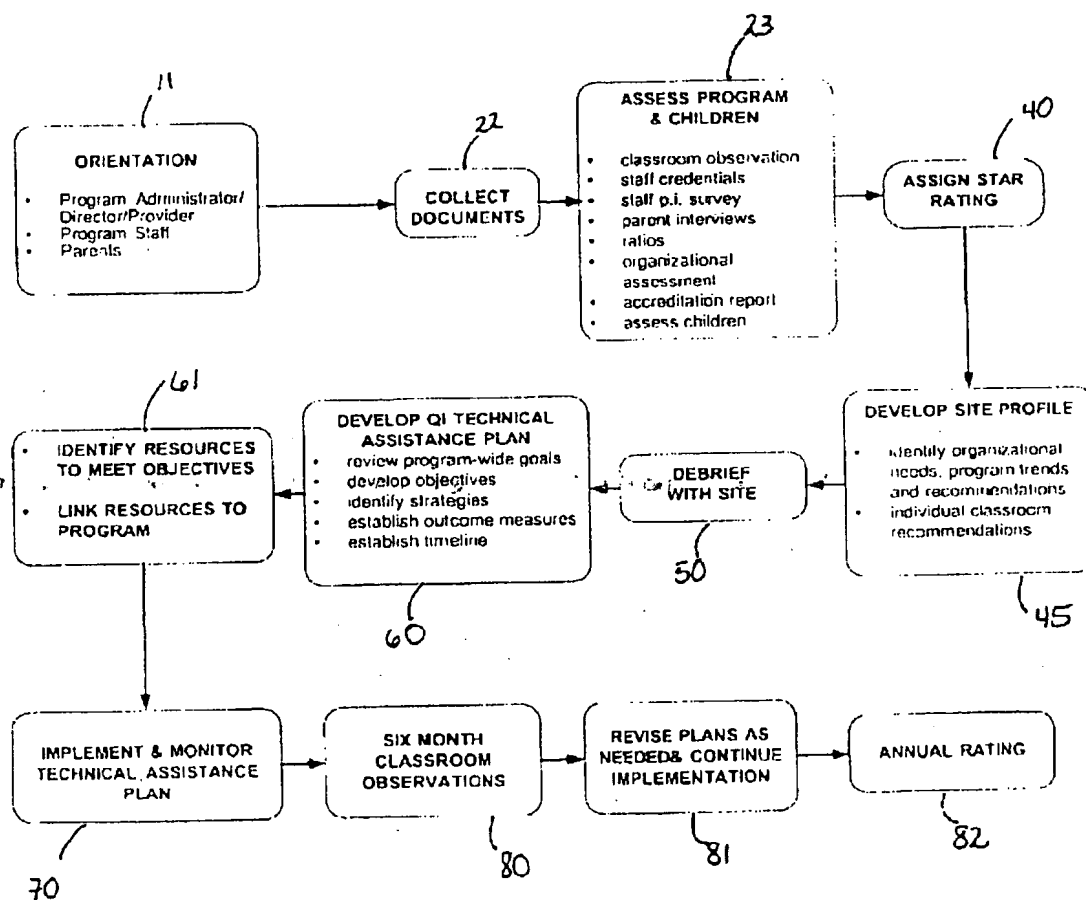 11
ORIENTATION
• Program Administrator/
Director/Provider
• Program Staff
• Parents
22
COLLECT
DOCUMENTS
23
ASSESS PROGRAM
& CHILDREN
• classroom observation
• staff credentials
• staff p.i. survey
• parent interviews
• ratios
• organizational
assessment
• accreditation report
• assess children
40
ASSIGN STAR
RATING
DEVELOP SITE PROFILE
• identify organizational
needs, program trends
and recommendations
• individual classroom
recommendations
45
DEBRIEF
WITH SITE
50
DEVELOP QI TECHNICAL
ASSISTANCE PLAN
• review program-wide goals
• develop objectives
• identify strategies
• establish outcome measures
• establish timeline
60
61
• IDENTIFY RESOURCES
TO MEET OBJECTIVES
• LINK RESOURCES TO
PROGRAM
IMPLEMENT & MONITOR
TECHNICAL ASSISTANCE
PLAN
70
SIX MONTH
CLASSROOM
OBSERVATIONS
80
REVISE PLANS AS
NEEDED& CONTINUE
IMPLEMENTATION
81
ANNUAL RATING
82